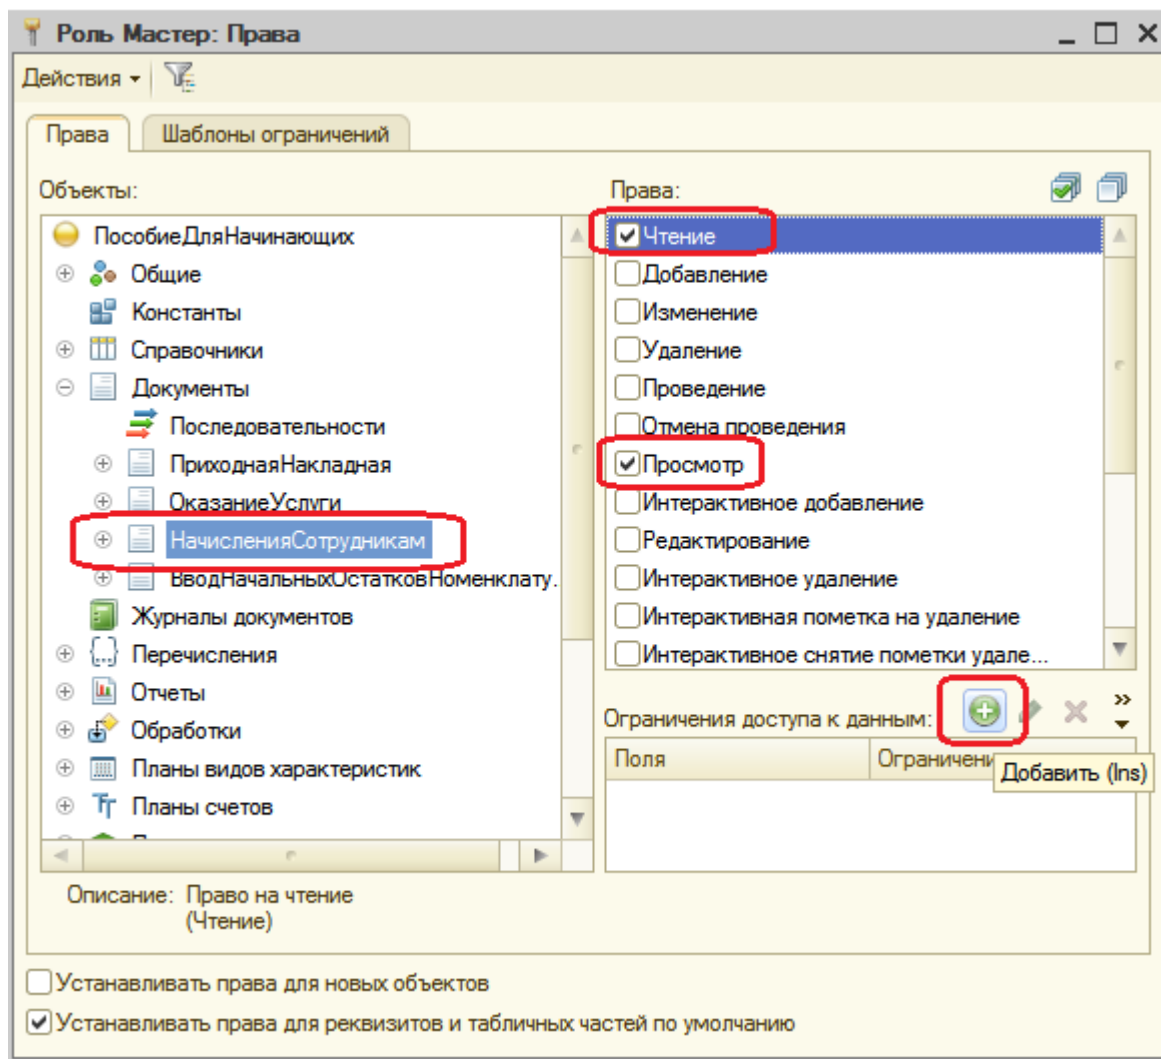 Роль Мастер: Права
Действия
Права
Шаблоны ограничений
Объекты:
ПособиеДляНачинающих
Общие
Константы
Справочники
Документы
Последовательности
ПриходнаяНакладная
ОказаниеУслуги
НачисленияСотрудникам
ВводНачальныхОстатковНоменклату.
Журналы документов
Перечисления
Отчеты
Обработки
Планы видов характеристик
Планы счетов
Права:
Чтение
Добавление
Изменение
Удаление
Проведение
Отмена проведения
Просмотр
Интерактивное добавление
Редактирование
Интерактивное удаление
Интерактивная пометка на удаление
Интерактивное снятие пометки удале...
Ограничения доступа к данным:
Поля
Ограничени
Добавить (Ins)
Описание: Право на чтение
(Чтение)
Устанавливать права для новых объектов
Устанавливать права для реквизитов и табличных частей по умолчанию